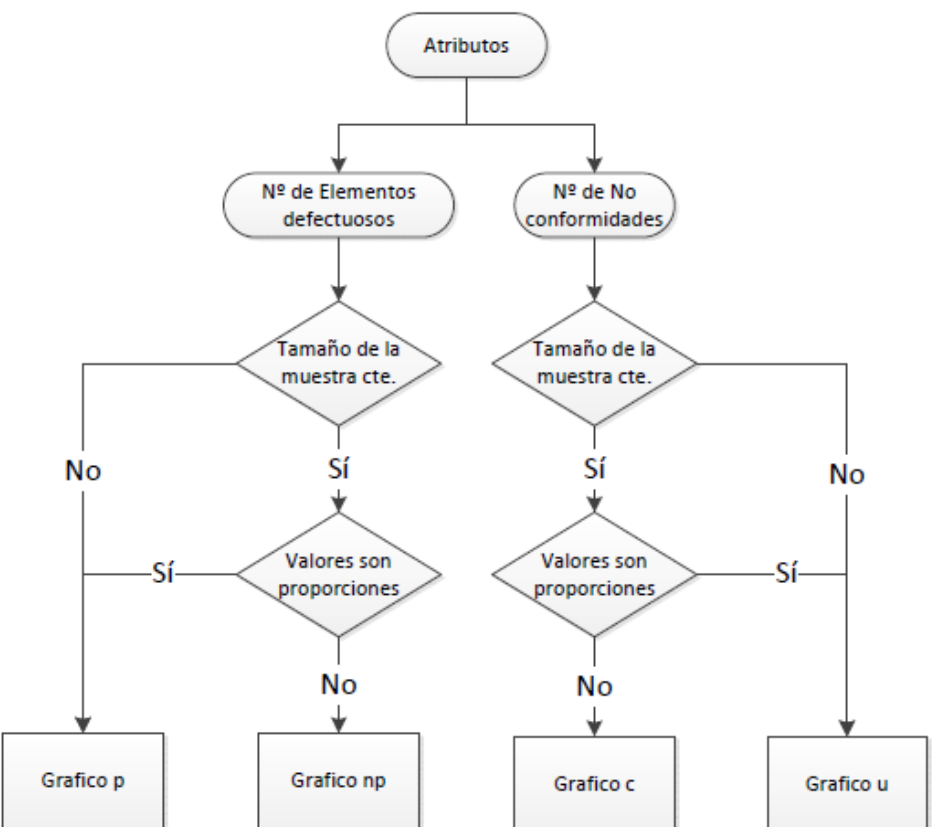 Atributos
Nº de Elementos
defectuosos
Nº de No
conformidades
Tamaño de la
muestra cte.
Tamaño de la
muestra cte.
No
Sí
Sí
No
Valores son
proporciones
Valores son
proporciones
Sí
Sí
No
No
Grafico p
Grafico np
Grafico c
Grafico u